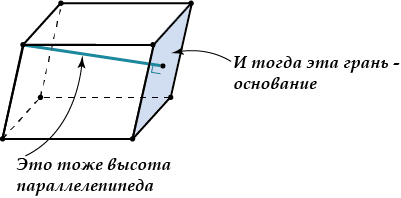 И тогда эта грань -
основание
Это тоже высота
параллелепипеда